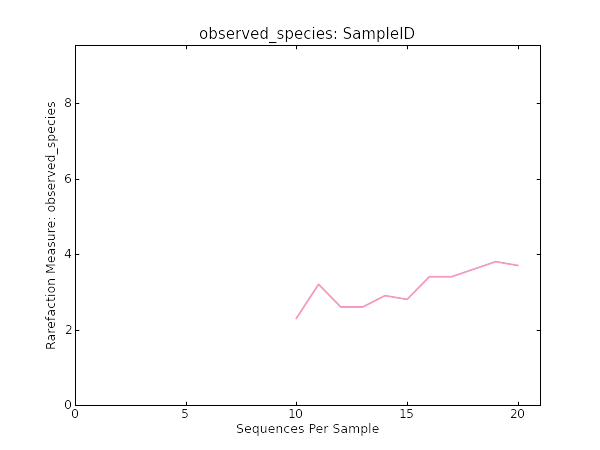 observed_species: SampleID
Rarefaction Measure: observed_species
8
6
4
2
0
0 5 10 15 20
Sequences Per Sample